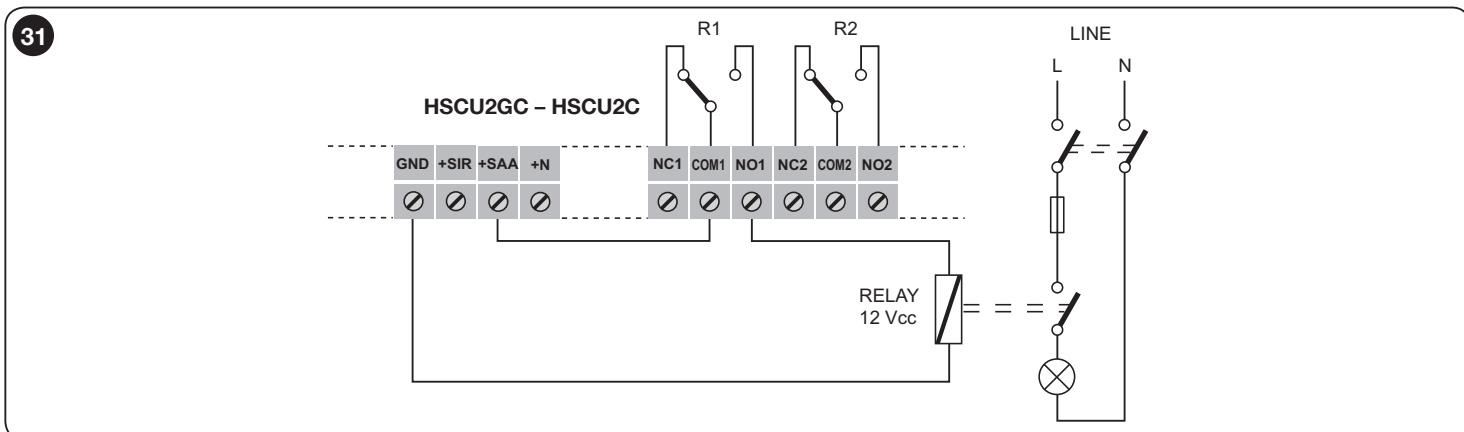 31
R1 R2 LINE
L N
HSCU2GC – HSCU2C
GND +SIR +SAA +N NC1 COM1 NO1 NC2 COM2 NO2
RELAY
12 Vcc